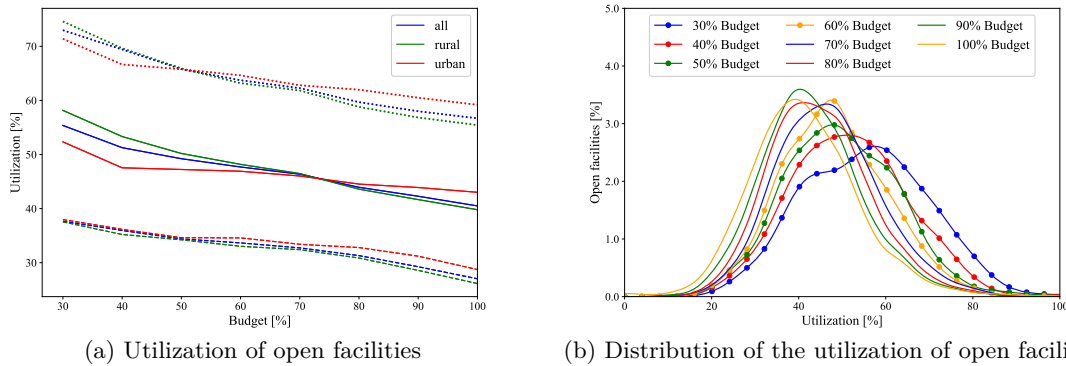 all
rural
urban
70
60
50
40
30
Utilization [%]
30 40 50 60 70 80 90 100
Budget [%]
(a) Utilization of open facilities
30% Budget 60% Budget 90% Budget
40% Budget 70% Budget 100% Budget
50% Budget 80% Budget
5.0
4.0
3.0
2.0
1.0
0.0
Open facilities [%]
0 20 40 60 80 100
Utilization [%]
(b) Distribution of the utilization of open facili